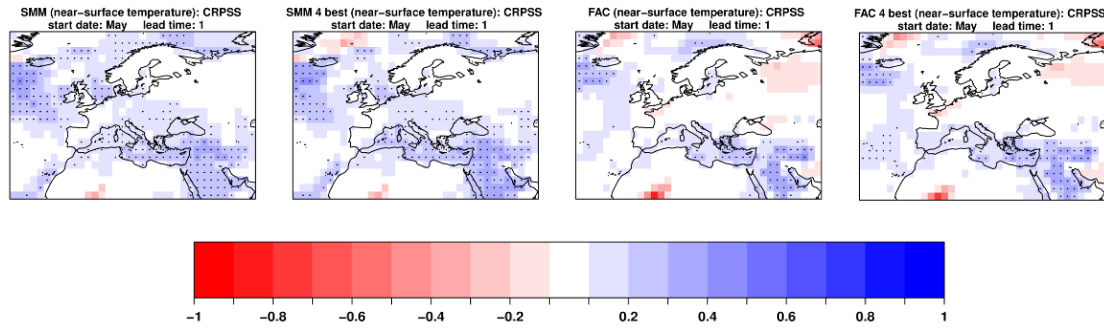 SMM (near-surface temperature): CRPSS
start date: May lead time: 1
SMM 4 best (near-surface temperature): CRPSS
start date: May lead time: 1
FAC (near-surface temperature): CRPSS
start date: May lead time: 1
FAC 4 best (near-surface temperature): CRPSS
start date: May lead time: 1
−1 −0.8 −0.6 −0.4 −0.2 0.2 0.4 0.6 0.8 1